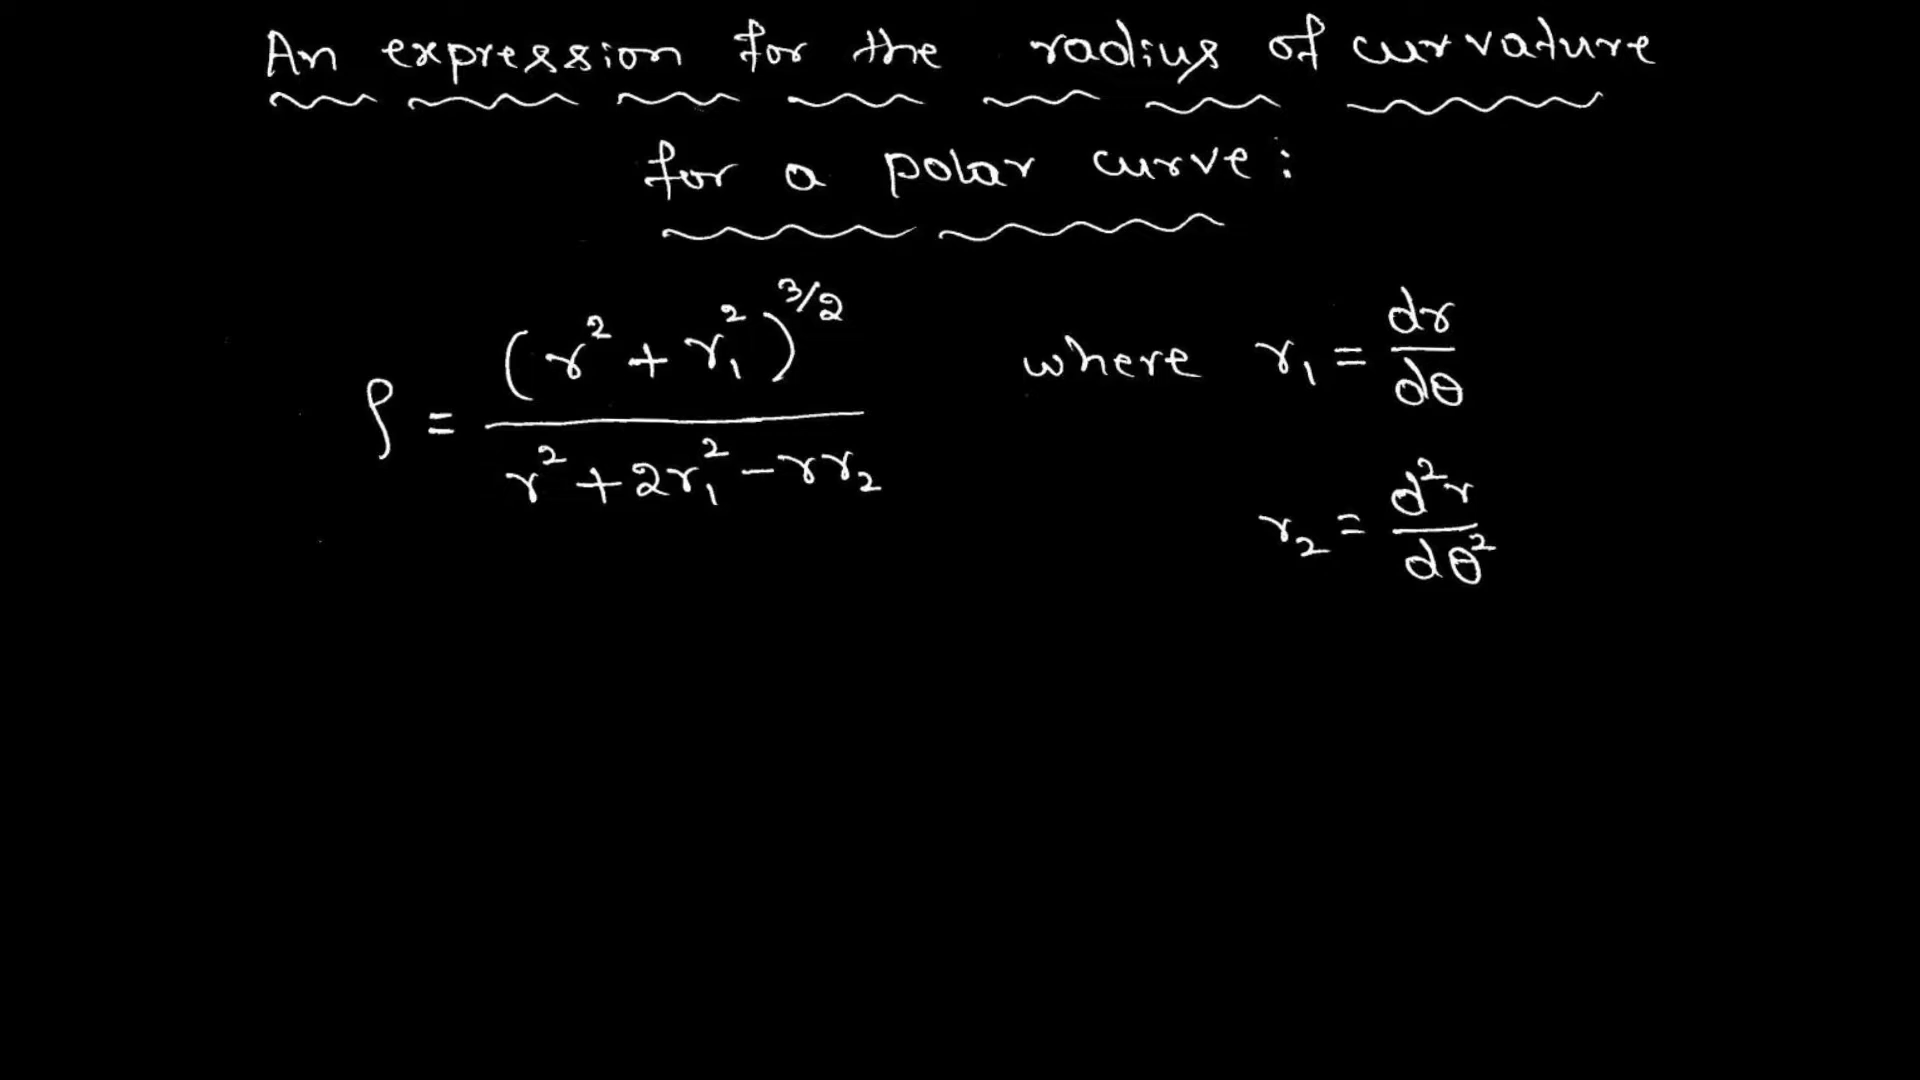 An expression for the radius of curvature
for a polar curve:
ρ = (r² + r₁²)^3/2 / r² + 2r₁² - rr₂ where r₁ = dr/dθ
r₂ = d²r/dθ²